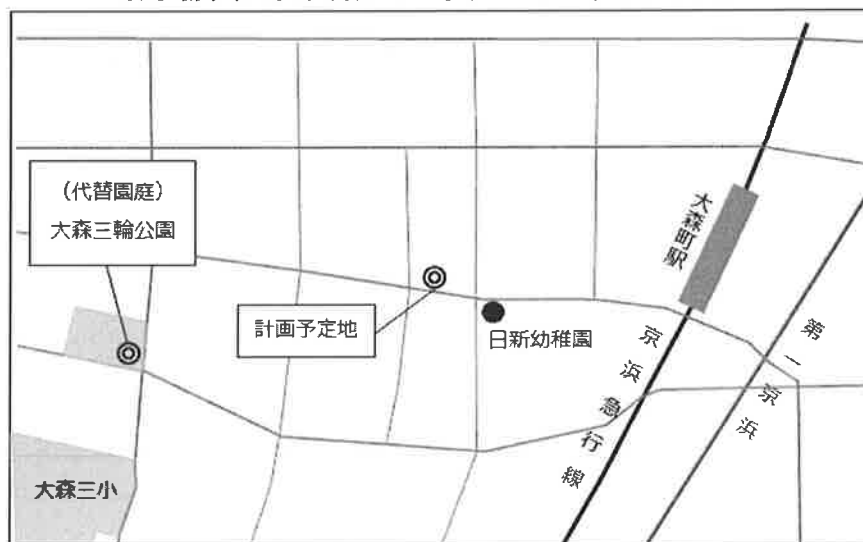 （代替園庭）
大森三輪公園
計画予定地
日新幼稚園
大森町駅
京浜急行線
第一京浜
大森三小